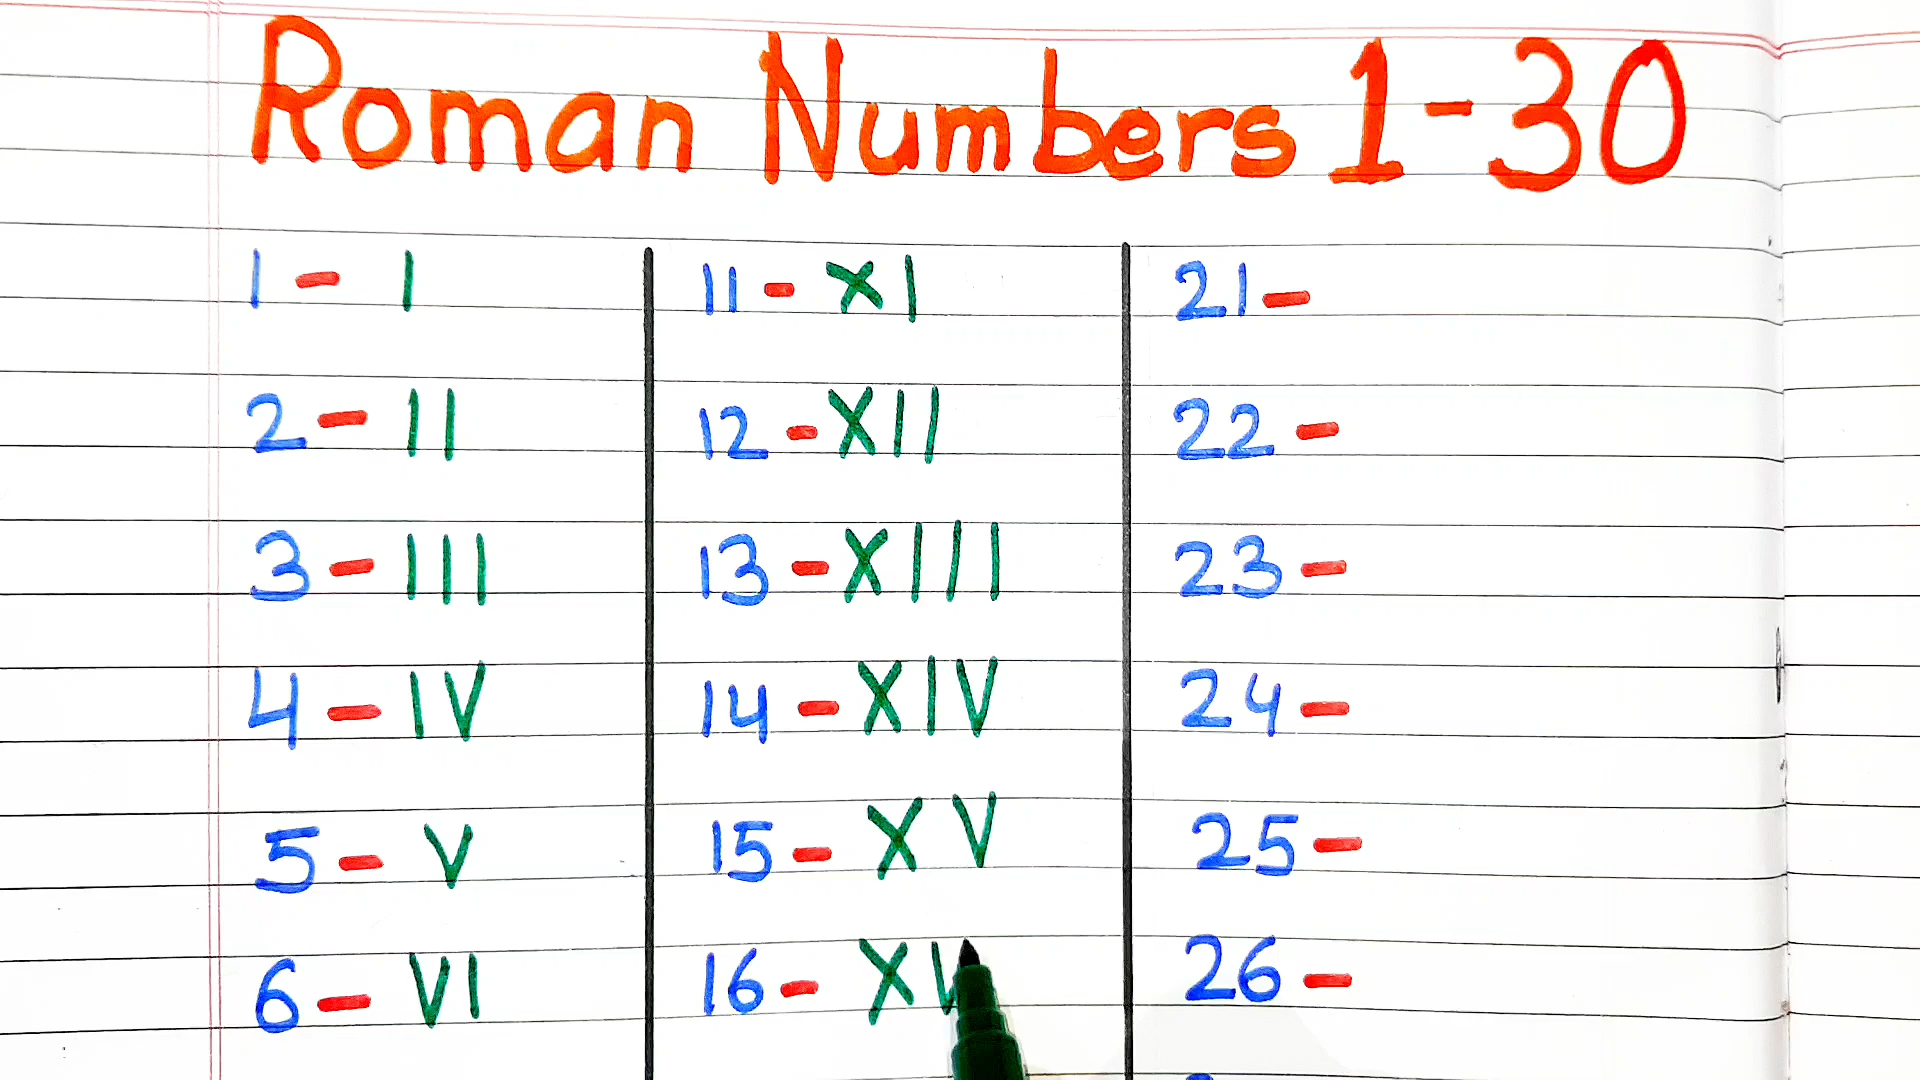 Roman Numbers 1-30
1 - I
2 - II
3 - III
4 - IV
5 - V
6 - VI
11 - XI
12 - XII
13 - XIII
14 - XIV
15 - XV
16 - XV
21 -
22 -
23 -
24 -
25 -
26 -